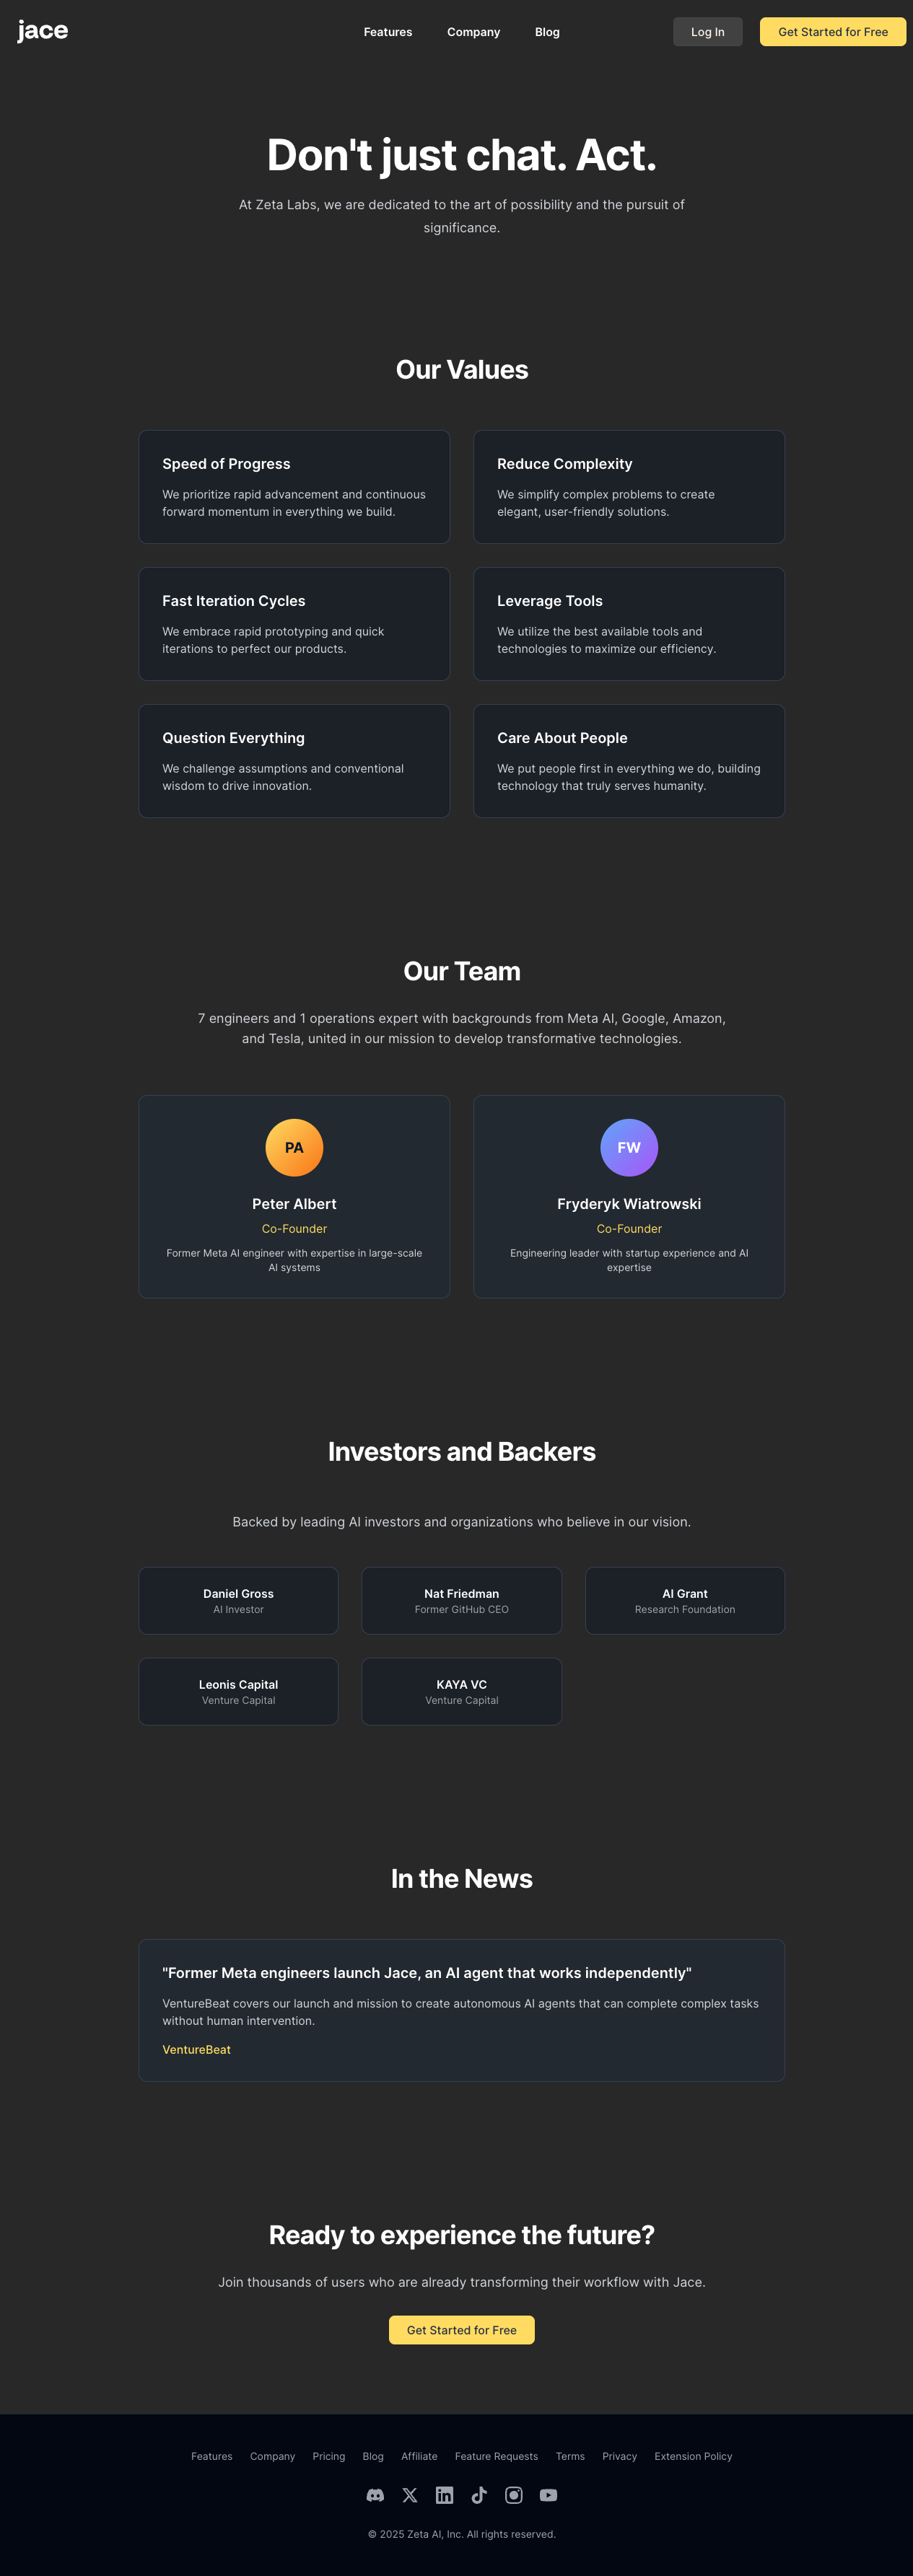 jace
Features Company Blog Log In Get Started for Free
Don't just chat. Act.
At Zeta Labs, we are dedicated to the art of possibility and the pursuit of
significance.
Our Values
Speed of Progress
We prioritize rapid advancement and continuous
forward momentum in everything we build.
Reduce Complexity
We simplify complex problems to create
elegant, user-friendly solutions.
Fast Iteration Cycles
We embrace rapid prototyping and quick
iterations to perfect our products.
Leverage Tools
We utilize the best available tools and
technologies to maximize our efficiency.
Question Everything
We challenge assumptions and conventional
wisdom to drive innovation.
Care About People
We put people first in everything we do, building
technology that truly serves humanity.
Our Team
7 engineers and 1 operations expert with backgrounds from Meta AI, Google, Amazon,
and Tesla, united in our mission to develop transformative technologies.
PA
Peter Albert
Co-Founder
Former Meta AI engineer with expertise in large-scale
AI systems
FW
Fryderyk Wiatrowski
Co-Founder
Engineering leader with startup experience and AI
expertise
Investors and Backers
Backed by leading AI investors and organizations who believe in our vision.
Daniel Gross
AI Investor
Nat Friedman
Former GitHub CEO
AI Grant
Research Foundation
Leonis Capital
Venture Capital
KAYA VC
Venture Capital
In the News
"Former Meta engineers launch Jace, an AI agent that works independently"
VentureBeat covers our launch and mission to create autonomous AI agents that can complete complex tasks
without human intervention.
VentureBeat
Ready to experience the future?
Join thousands of users who are already transforming their workflow with Jace.
Get Started for Free
Features Company Pricing Blog Affiliate Feature Requests Terms Privacy Extension Policy
© 2025 Zeta AI, Inc. All rights reserved.